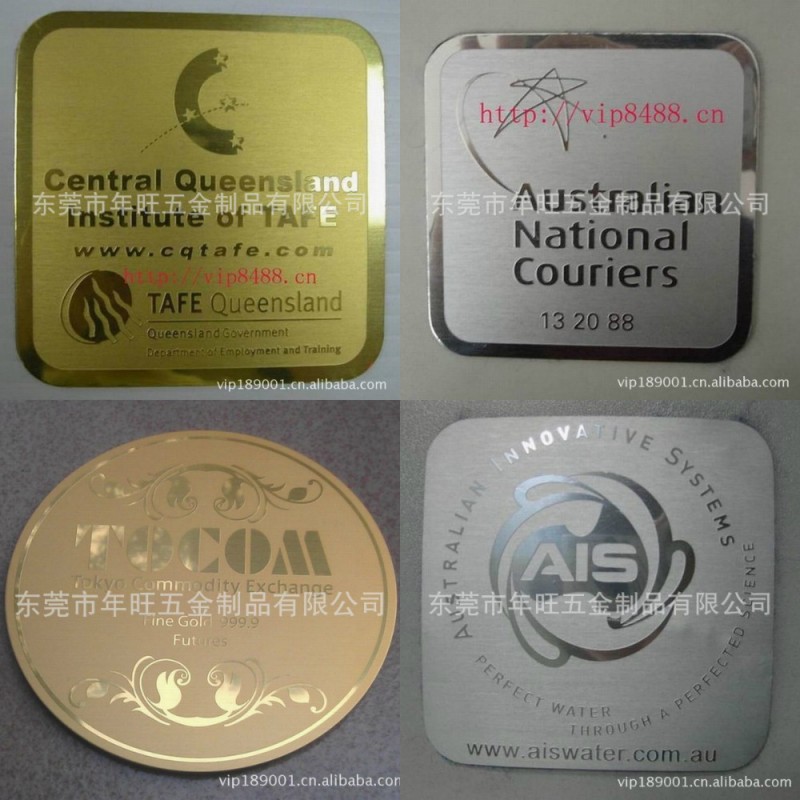 Central Queensland
Institute of TAFE
东莞市年旺五金制品有限公司
www.cqtafe.com
http://vip8488.cn
TAFE Queensland
Queensland Government
Department of Employment and Training
vip189001.cn.alibaba.com
http://vip8488.cn
Australian
东莞市年旺五金制品有限公司
National
Couriers
13 20 88
vip189001.cn.alibaba.com
TOCOM
Tokyo Commodity Exchange
东莞市年旺五金制品有限公司
Fine Gold 999.9
Futures
vip189001.cn.alibaba.com
AUSTRALIAN INNOVATIVE SYSTEMS
AIS
东莞市年旺五金制品有限公司
PERFECT WATER
THROUGH A PERFECTED SCIENCE
www.aiswater.com.au
vip189001.cn.alibaba.com